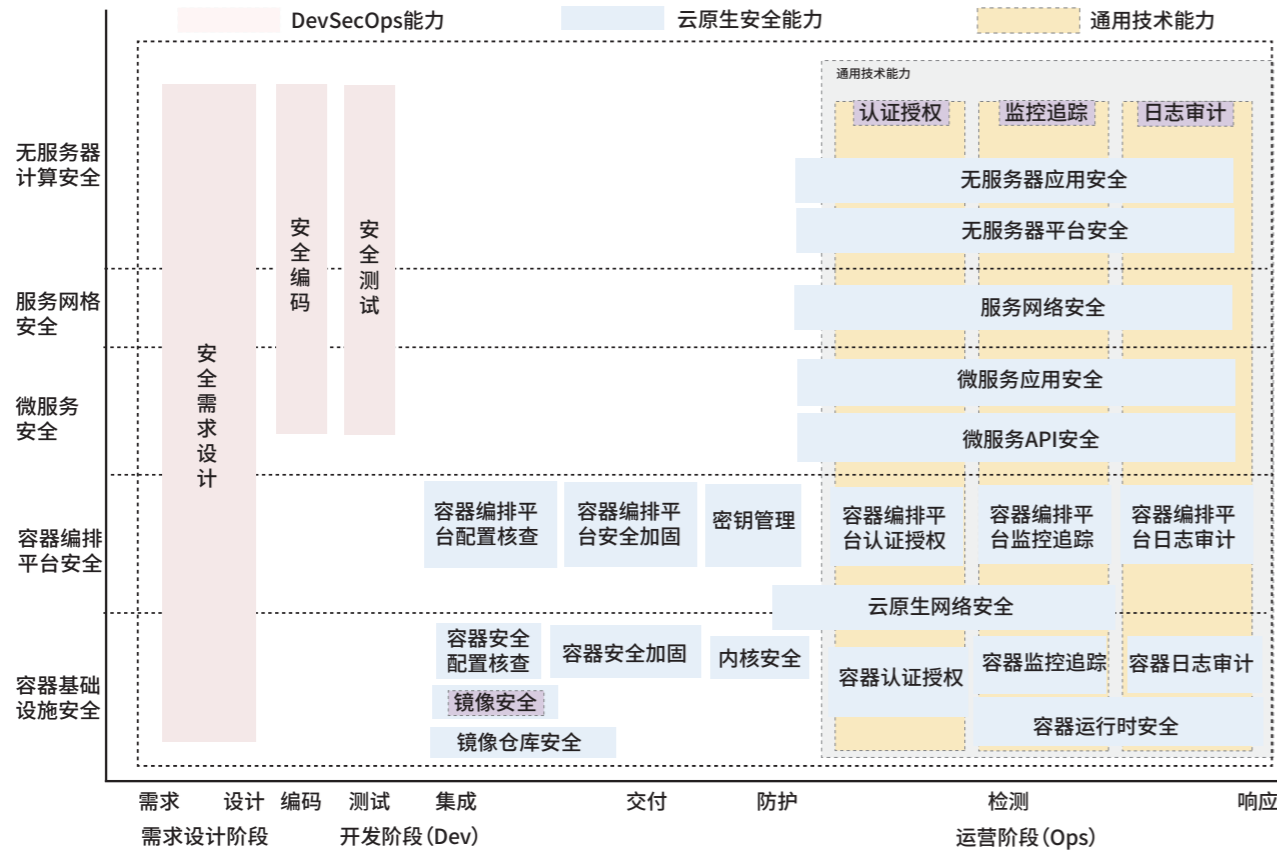 DevSecOps能力
云原生安全能力
通用技术能力
通用技术能力
认证授权
监控追踪
日志审计
无服务器
计算安全
无服务器应用安全
无服务器平台安全
安全编码
安全测试
服务网格
安全
服务网络安全
安全需求设计
微服务
安全
微服务应用安全
微服务API安全
容器编排
平台安全
容器编排平
台配置核查
容器编排平
台安全加固
密钥管理
容器编排平
台认证授权
容器编排平
台监控追踪
容器编排平
台日志审计
云原生网络安全
容器基础
设施安全
容器安全
配置核查
容器安全加固
内核安全
容器认证授权
容器监控追踪
容器日志审计
镜像安全
镜像仓库安全
容器运行时安全
需求
设计
编码
测试
集成
交付
防护
检测
响应
需求设计阶段
开发阶段(Dev)
运营阶段(Ops)